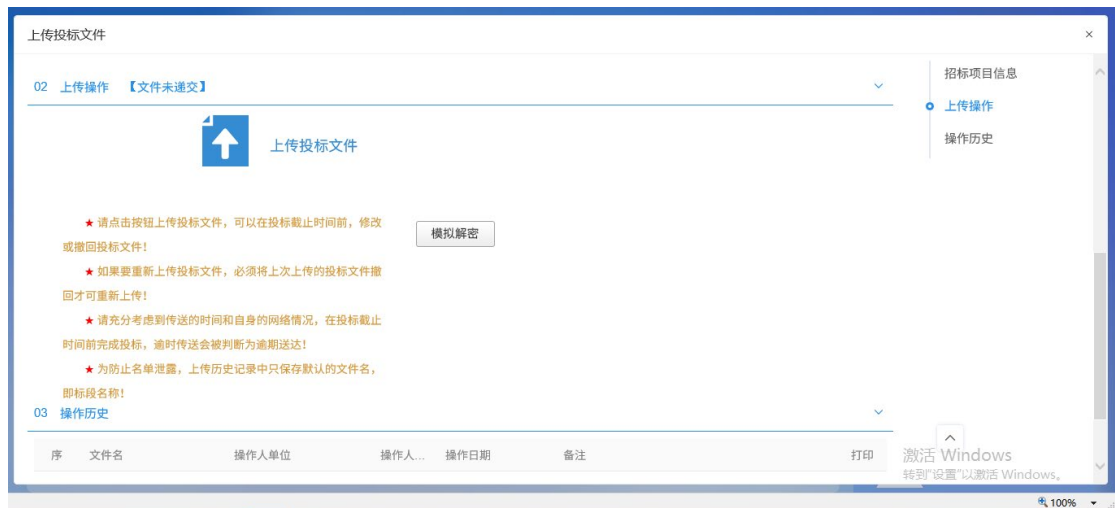 上传投标文件
×
02 上传操作 【文件未递交】
上传投标文件
★ 请点击按钮上传投标文件，可以在投标截止时间前，修改
或撤回投标文件！
★ 如果要重新上传投标文件，必须将上次上传的投标文件撤
回才可重新上传！
★ 请充分考虑到传送的时间和自身的网络情况，在投标截止
时间前完成投标，逾时传送会被判断为逾期送达！
★ 为防止名单泄露，上传历史记录中只保存默认的文件名，
即标段名称！
模拟解密
03 操作历史
序 文件名 操作人单位 操作人... 操作日期 备注 打印
招标项目信息
上传操作
操作历史
激活 Windows
转到"设置"以激活 Windows。
100%